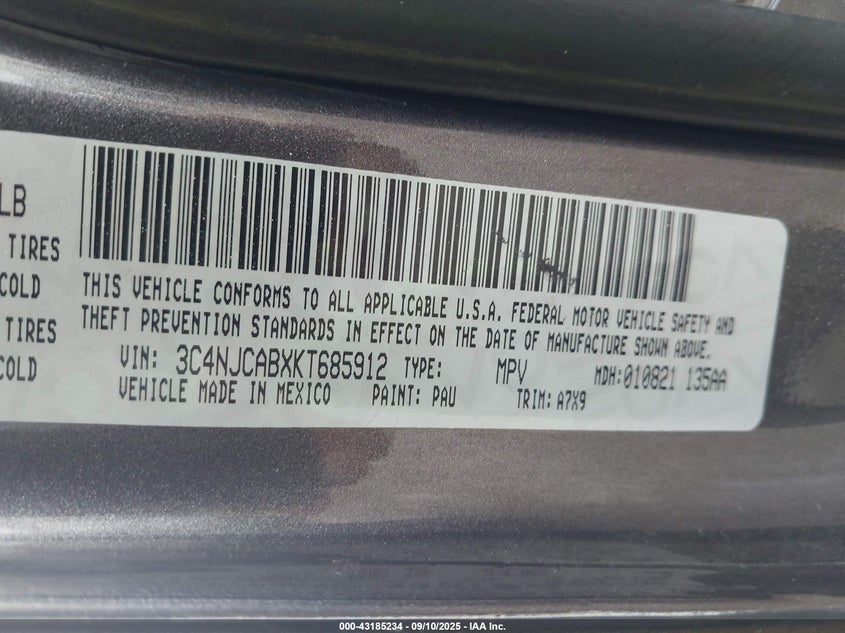 LB
TIRES
COLD
TIRES
COLD
THIS VEHICLE CONFORMS TO ALL APPLICABLE U.S.A. FEDERAL MOTOR VEHICLE SAFETY AND
THEFT PREVENTION STANDARDS IN EFFECT ON THE DATE OF MANUFACTURE SHOWN ABOVE.
VIN: 3C4NJCABXKT685912 TYPE: MPV MDH:010821 135AA
VEHICLE MADE IN MEXICO PAINT: PAU TRIM: A7X9
000-43185234 - 09/10/2025 - IAA Inc.